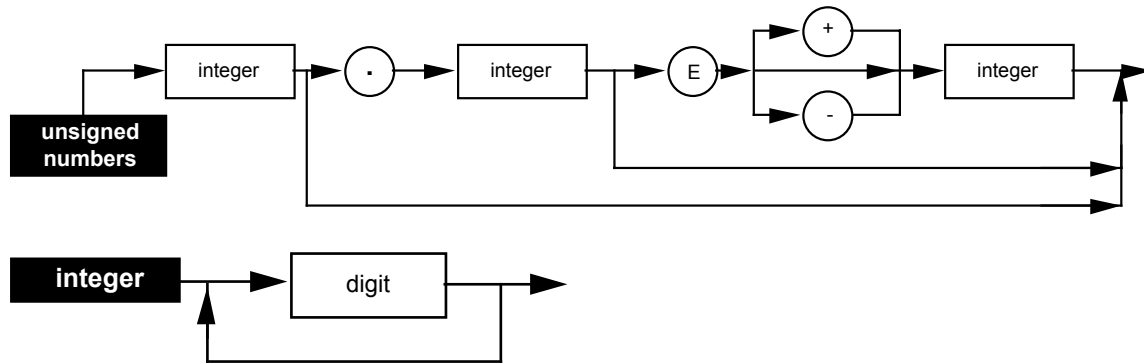 +
integer
.
integer
E
integer
-
unsigned
numbers
integer
digit